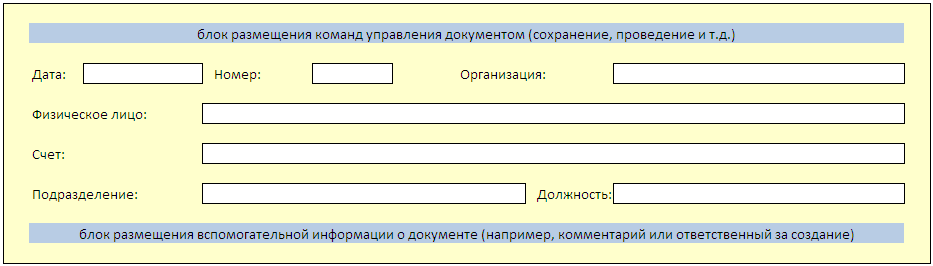 блок размещения команд управления документом (сохранение, проведение и т.д.)
Дата: Номер: Организация:
Физическое лицо:
Счет:
Подразделение: Должность:
блок размещения вспомогательной информации о документе (например, комментарий или ответственный за создание)